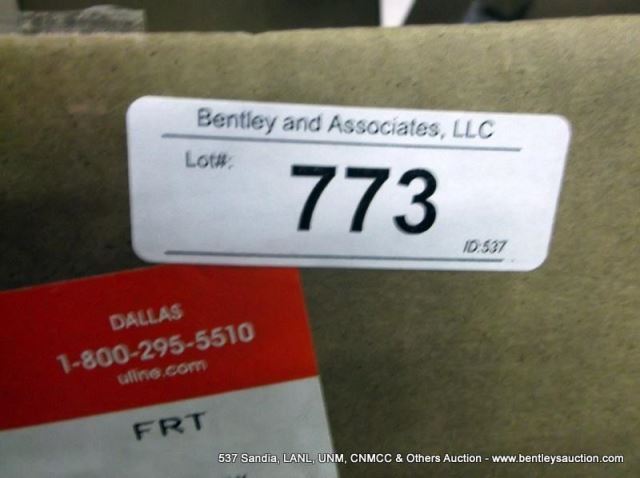 Bentley and Associates, LLC
Lot#:
773
ID:537
DALLAS
1-800-295-5510
uline.com
FRT
537 Sandia, LANL, UNM, CNMCC & Others Auction - www.bentleysauction.com